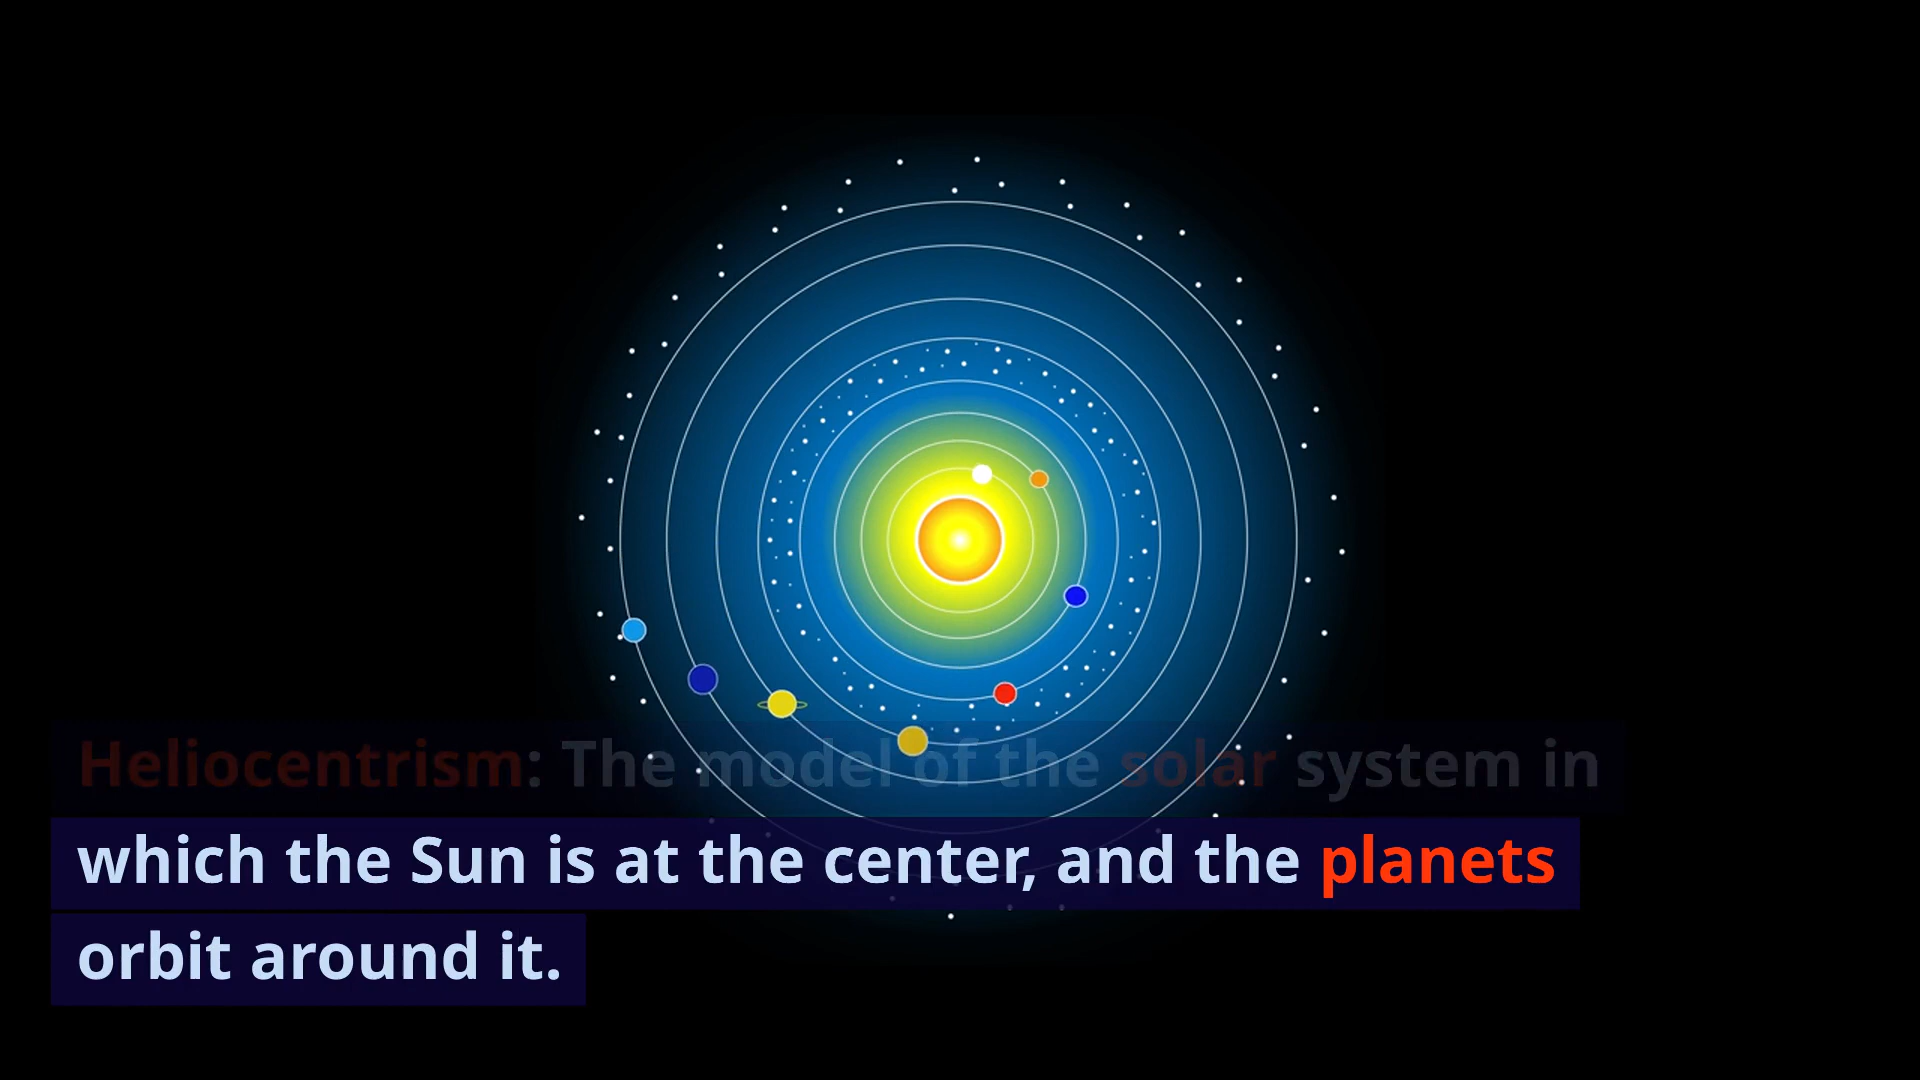 Heliocentrism: The model of the solar system in
which the Sun is at the center, and the planets
orbit around it.